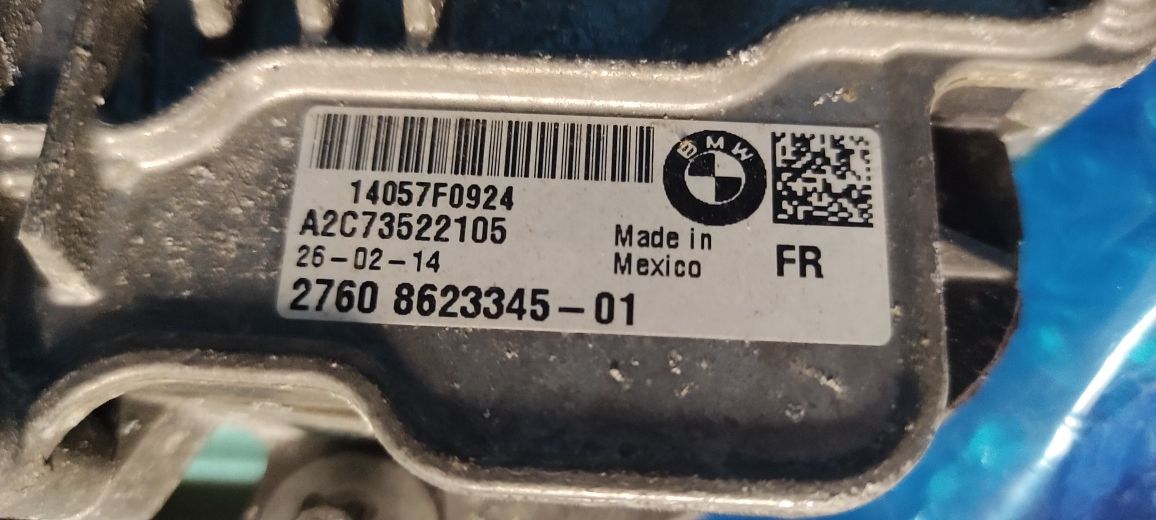 14057F0924
A2C73522105
26-02-14
2760 8623345-01
BMW
Made in
Mexico
FR